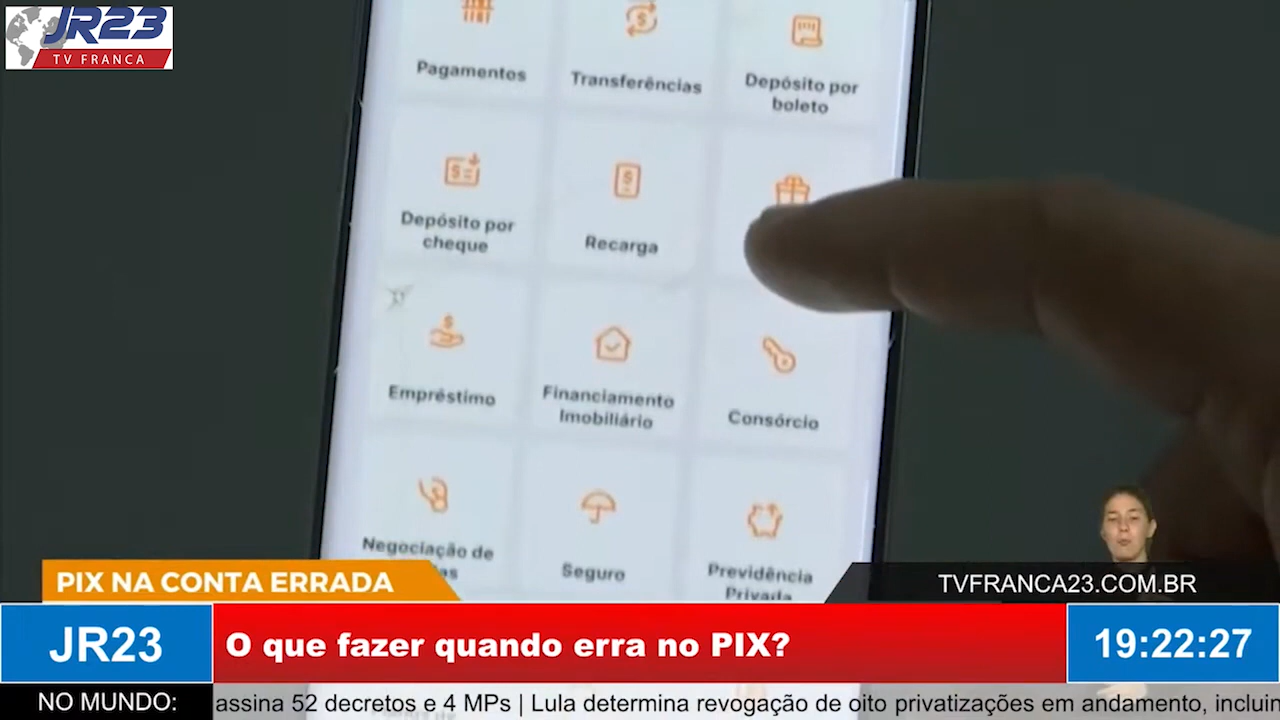 JR23
TV FRANCA
Pagamentos
Transferências
Depósito por
boleto
Depósito por
cheque
Recarga
Empréstimo
Financiamento
Imobiliário
Consórcio
Negociação de
Seguro
Previdência
Privada
PIX NA CONTA ERRADA
TVFRANCA23.COM.BR
JR23
O que fazer quando erra no PIX?
19:22:27
NO MUNDO:
assina 52 decretos e 4 MPs | Lula determina revogação de oito privatizações em andamento, incluin